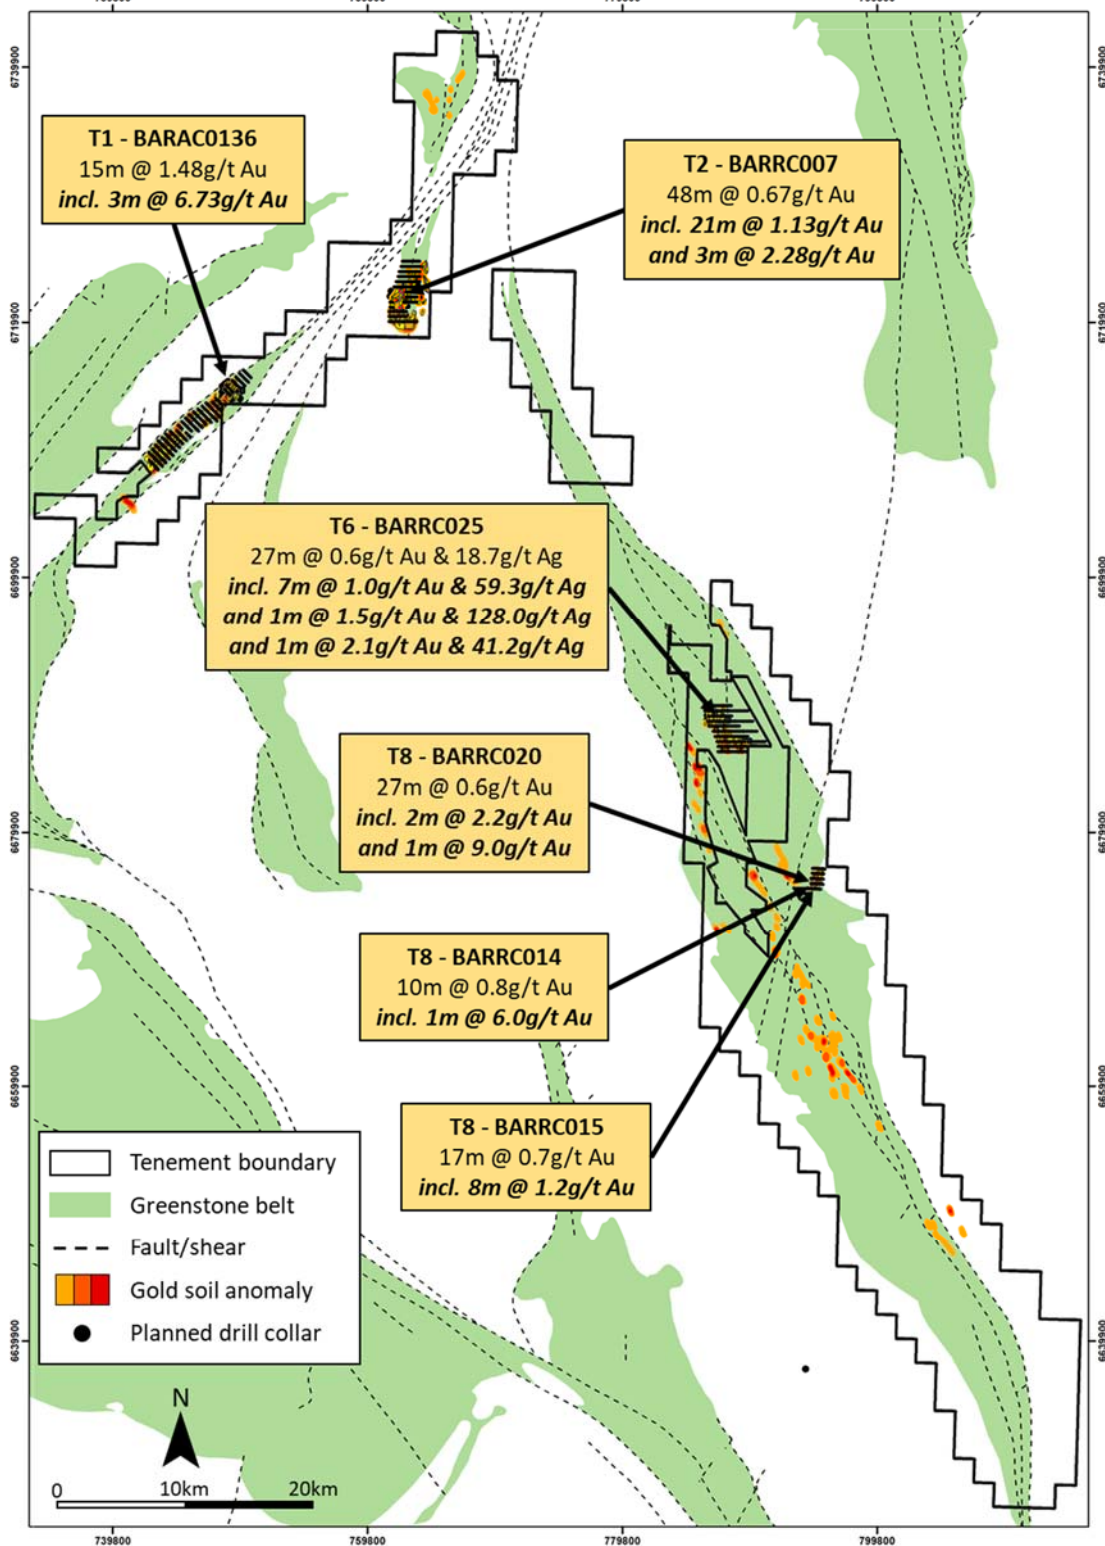 T1 - BARAC0136
15m @ 1.48g/t Au
incl. 3m @ 6.73g/t Au
T2 - BARRC007
48m @ 0.67g/t Au
incl. 21m @ 1.13g/t Au
and 3m @ 2.28g/t Au
T6 - BARRC025
27m @ 0.6g/t Au & 18.7g/t Ag
incl. 7m @ 1.0g/t Au & 59.3g/t Ag
and 1m @ 1.5g/t Au & 128.0g/t Ag
and 1m @ 2.1g/t Au & 41.2g/t Ag
T8 - BARRC020
27m @ 0.6g/t Au
incl. 2m @ 2.2g/t Au
and 1m @ 9.0g/t Au
T8 - BARRC014
10m @ 0.8g/t Au
incl. 1m @ 6.0g/t Au
T8 - BARRC015
17m @ 0.7g/t Au
incl. 8m @ 1.2g/t Au
Tenement boundary
Greenstone belt
Fault/shear
Gold soil anomaly
Planned drill collar
N
0 10km 20km
6739900
6719900
6699900
6679900
6659900
6639900
6739900
6719900
6699900
6679900
6659900
6639900
739800 759800 779800 799800